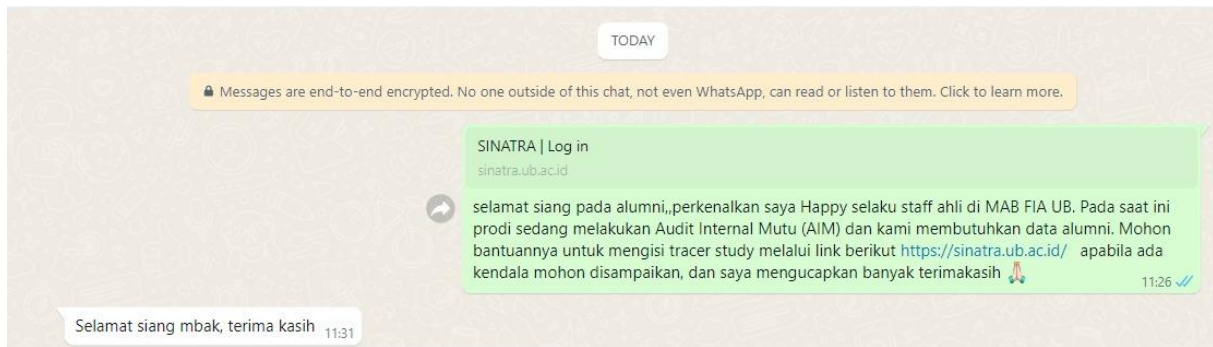 TODAY
Messages are end-to-end encrypted. No one outside of this chat, not even WhatsApp, can read or listen to them. Click to learn more.
SINATRA | Log in
sinatra.ub.ac.id
selamat siang pada alumni,,perkenalkan saya Happy selaku staff ahli di MAB FIA UB. Pada saat ini
prodi sedang melakukan Audit Internal Mutu (AIM) dan kami membutuhkan data alumni. Mohon
bantuannya untuk mengisi tracer study melalui link berikut https://sinatra.ub.ac.id/ apabila ada
kendala mohon disampaikan, dan saya mengucapkan banyak terimakasih 🙏
11:26
Selamat siang mbak, terima kasih 11:31